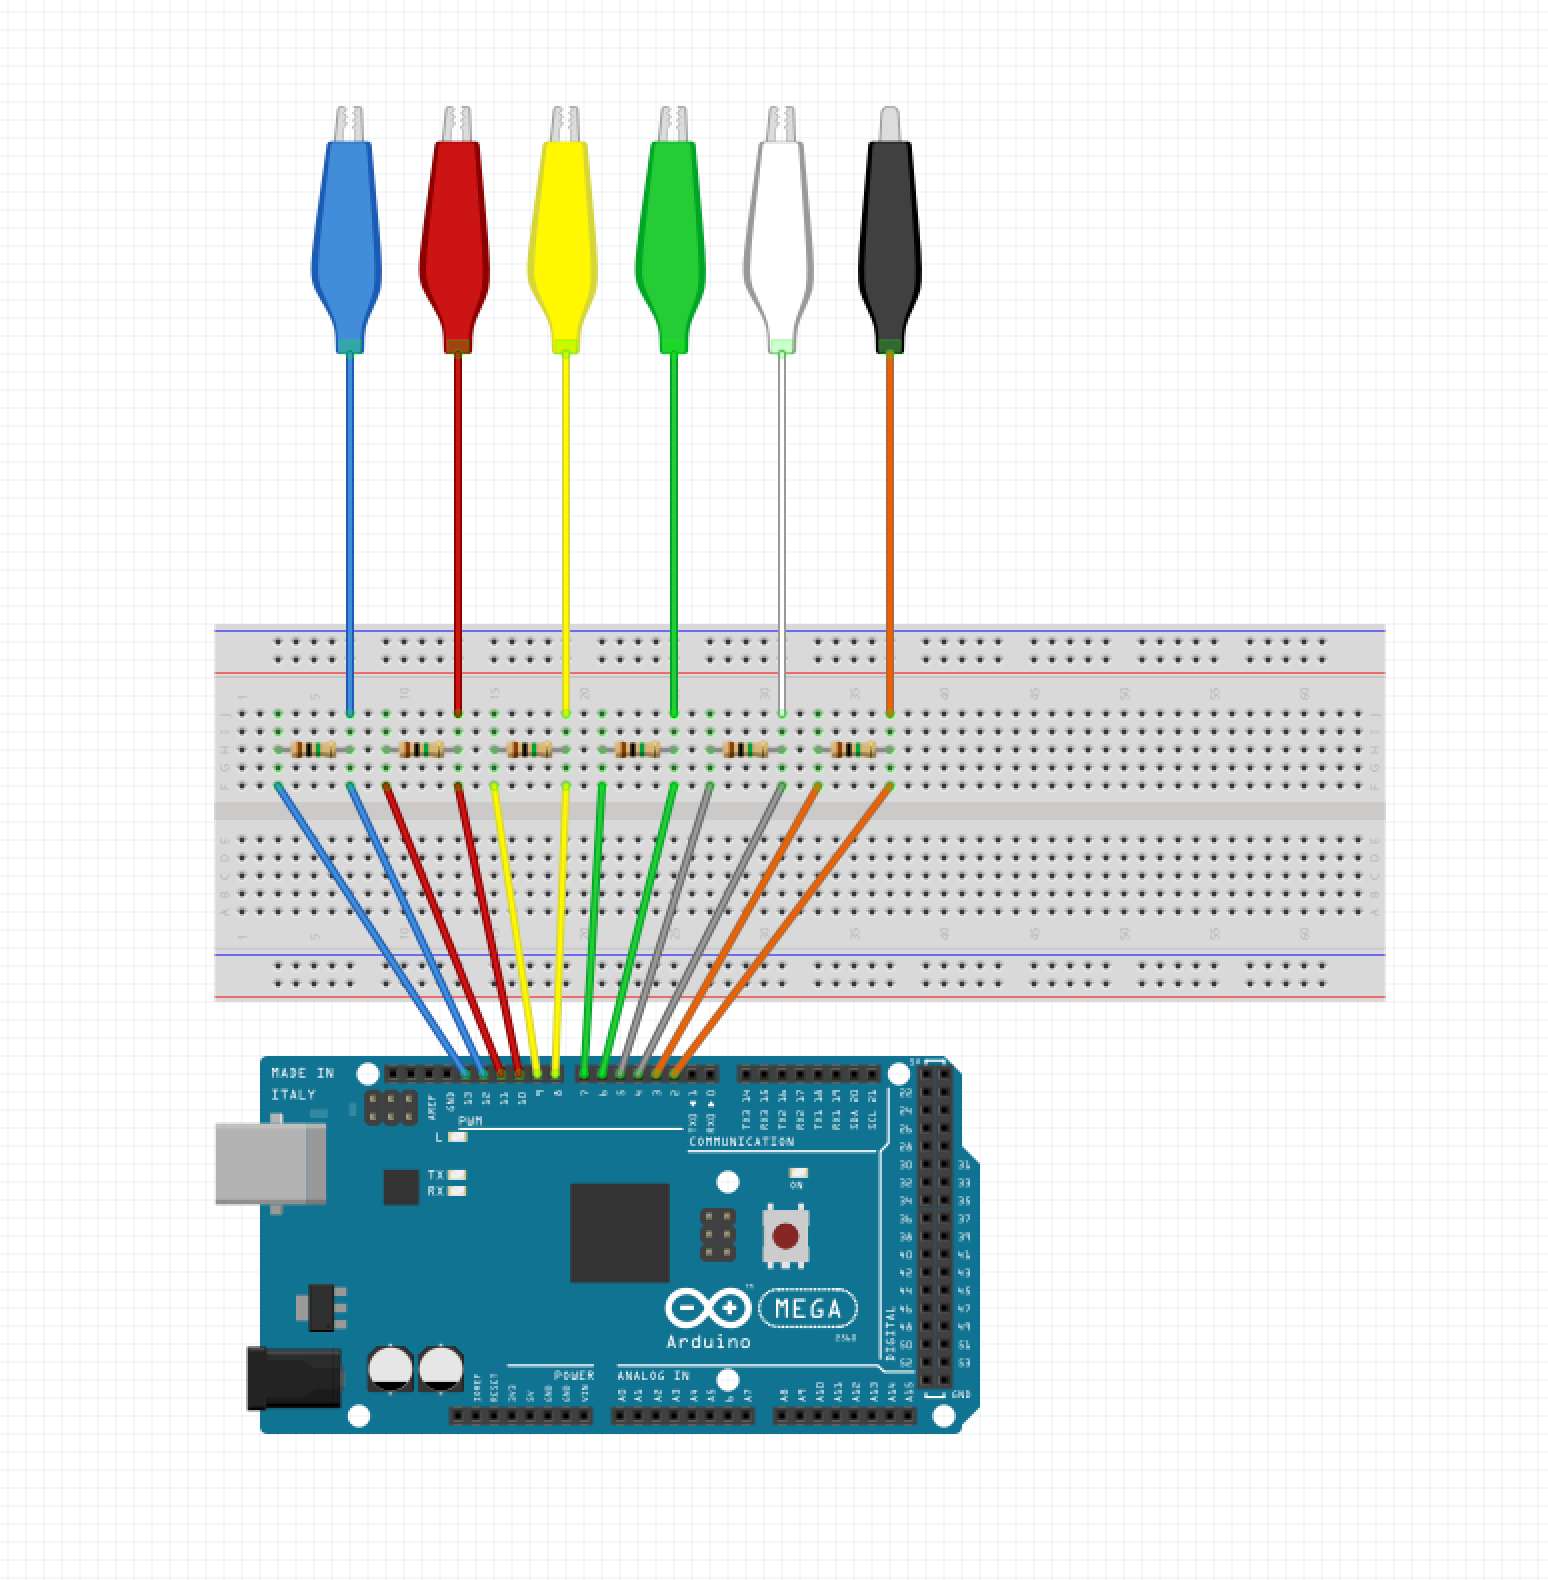 1 5 10 15 20 25 30 35 40 45 50 55 60
J J
I I
H H
G G
F F
E E
D D
C C
B B
A A
1 5 10 15 20 25 30 35 40 45 50 55 60
MADE IN
ITALY
AREF GND 13 12 11 10 9 8 7 6 5 4 3 2 TX0 1 RX0 0 TX3 14 RX3 15 TX2 16 RX2 17 TX1 18 RX1 19 SDA 20 SCL 21
PWM
COMMUNICATION
L
TX
RX
ON
30 31
32 33
34 35
36 37
38 39
40 41
42 43
44 45
46 47
48 49
50 51
52 53
GND
DIGITAL
™
MEGA
2560
Arduino
POWER
ANALOG IN
IOREF RESET 3V3 5V GND GND VIN
A0 A1 A2 A3 A4 A5 6 A7 A8 A9 A10 A11 A12 A13 A14 A15